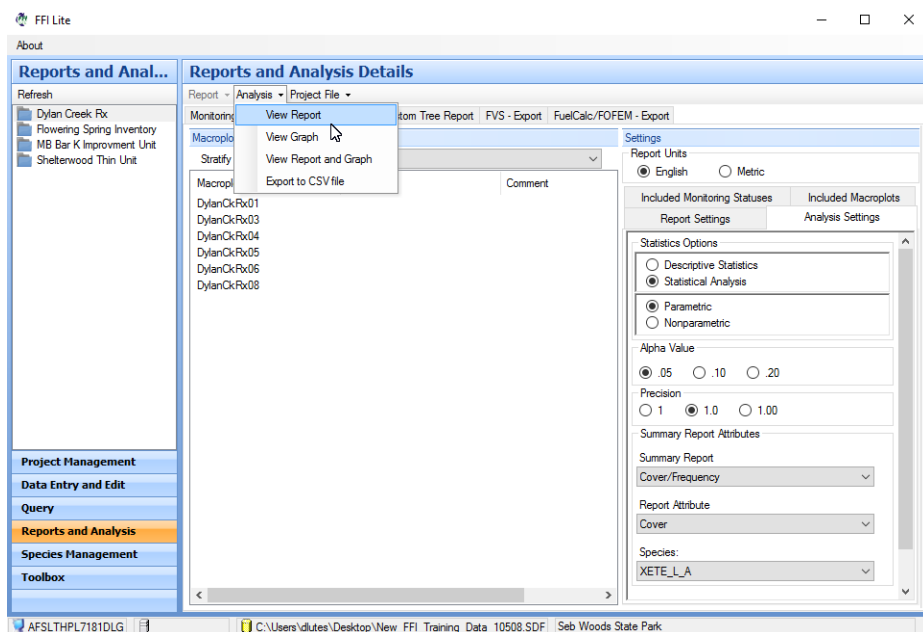 FFI Lite
About
Reports and Anal...
Reports and Analysis Details
Refresh
Report Analysis Project File
Dylan Creek Rx
Flowering Spring Inventory
MB Bar K Improvment Unit
Shelterwood Thin Unit
View Report
View Graph
View Report and Graph
Export to CSV file
Monitoring
tom Tree Report FVS - Export FuelCalc/FOFEM - Export
Macroplo
Stratify
Macropl
Comment
DylanCkRx01
DylanCkRx03
DylanCkRx04
DylanCkRx05
DylanCkRx06
DylanCkRx08
Settings
Report Units
English Metric
Included Monitoring Statuses Included Macroplots
Report Settings Analysis Settings
Statistics Options
Descriptive Statistics
Statistical Analysis
Parametric
Nonparametric
Alpha Value
.05 .10 .20
Precision
1 1.0 1.00
Summary Report Attributes
Summary Report
Cover/Frequency
Report Attribute
Cover
Species:
XETE_L_A
Project Management
Data Entry and Edit
Query
Reports and Analysis
Species Management
Toolbox
AFSLTHPL7181DLG C:\Users\dlutes\Desktop\New_FFI_Training_Data_10508.SDF Seb Woods State Park